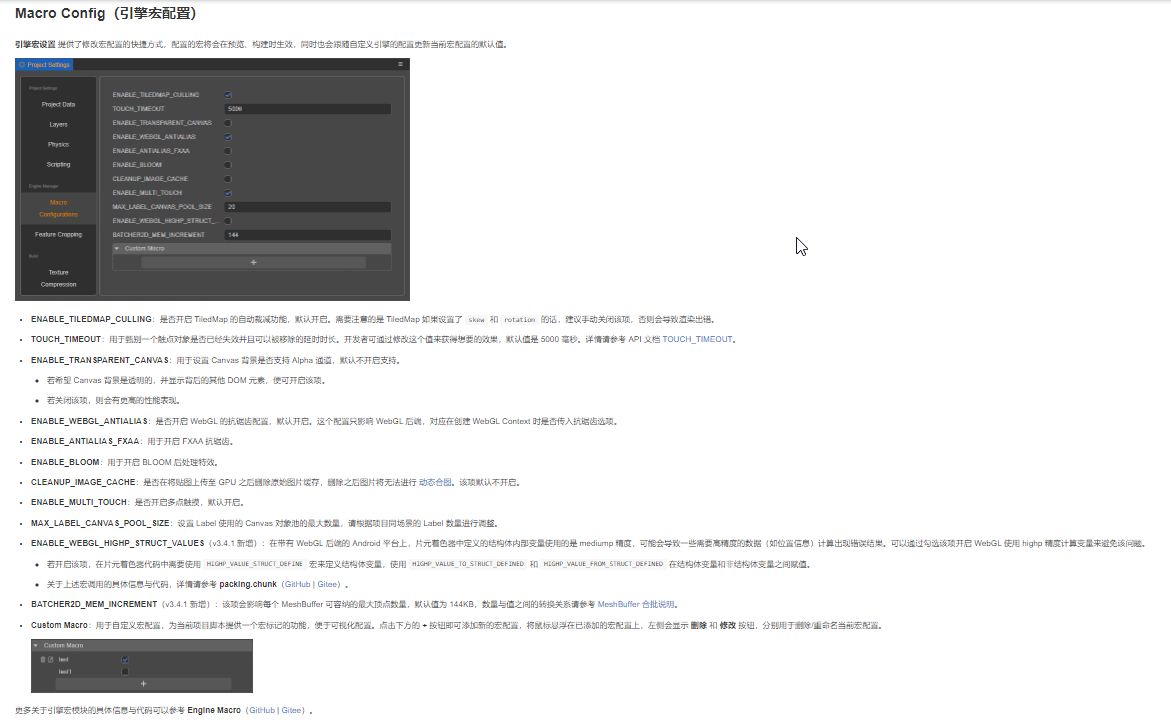 Macro Config（引擎宏配置）
引擎宏设置 提供了修改宏配置的快捷方式，配置的宏将会在预览、构建时生效，同时也会跟随自定义引擎的配置更新当前宏配置的默认值。
Project Settings
Project Settings
Project Data
Layers
Physics
Scripting
Engine Manager
Macro
Configurations
Feature Cropping
Build
Texture
Compression
ENABLE_TILEDMAP_CULLING
TOUCH_TIMEOUT 5000
ENABLE_TRANSPARENT_CANVAS
ENABLE_WEBGL_ANTIALIAS
ENABLE_ANTIALIAS_FXAA
ENABLE_BLOOM
CLEANUP_IMAGE_CACHE
ENABLE_MULTI_TOUCH
MAX_LABEL_CANVAS_POOL_SIZE 20
ENABLE_WEBGL_HIGHP_STRUCT_...
BATCHER2D_MEM_INCREMENT 144
Custom Macro
+
ENABLE_TILEDMAP_CULLING：是否开启 TiledMap 的自动裁减功能，默认开启。需要注意的是 TiledMap 如果设置了 skew 和 rotation 的话，建议手动关闭该项，否则会导致渲染出错。
TOUCH_TIMEOUT：用于甄别一个触点对象是否已经失效并且可以被移除的延时时长。开发者可通过修改这个值来获得想要的效果，默认值是 5000 毫秒。详情请参考 API 文档 TOUCH_TIMEOUT。
ENABLE_TRANSPARENT_CANVAS：用于设置 Canvas 背景是否支持 Alpha 通道，默认不开启支持。
若希望 Canvas 背景是透明的，并显示背后的其他 DOM 元素，便可开启该项。
若关闭该项，则会有更高的性能表现。
ENABLE_WEBGL_ANTIALIAS：是否开启 WebGL 的抗锯齿配置，默认开启。这个配置只影响 WebGL 后端，对应在创建 WebGL Context 时是否传入抗锯齿选项。
ENABLE_ANTIALIAS_FXAA：用于开启 FXAA 抗锯齿。
ENABLE_BLOOM：用于开启 BLOOM 后处理特效。
CLEANUP_IMAGE_CACHE：是否在将贴图上传至 GPU 之后删除原始图片缓存，删除之后图片将无法进行 动态合图。该项默认不开启。
ENABLE_MULTI_TOUCH：是否开启多点触摸，默认开启。
MAX_LABEL_CANVAS_POOL_SIZE：设置 Label 使用的 Canvas 对象池的最大数量，请根据项目同场景的 Label 数量进行调整。
ENABLE_WEBGL_HIGHP_STRUCT_VALUES（v3.4.1 新增）：在带有 WebGL 后端的 Android 平台上，片元着色器中定义的结构体内部变量使用的是 mediump 精度，可能会导致一些需要高精度的数据（如位置信息）计算出现错误结果。可以通过勾选该项开启 WebGL 使用 highp 精度计算变量来避免该问题。
若开启该项，在片元着色器代码中需要使用 HIGHP_VALUE_STRUCT_DEFINE 宏来定义结构体变量，使用 HIGHP_VALUE_TO_STRUCT_DEFINED 和 HIGHP_VALUE_FROM_STRUCT_DEFINED 在结构体变量和非结构体变量之间赋值。
关于上述宏调用的具体信息与代码，详情请参考 packing.chunk（GitHub | Gitee）。
BATCHER2D_MEM_INCREMENT（v3.4.1 新增）：该项会影响每个 MeshBuffer 可容纳的最大顶点数量，默认值为 144KB，数量与值之间的转换关系请参考 MeshBuffer 合批说明。
Custom Macro：用于自定义宏配置，为当前项目脚本提供一个宏标记的功能，便于可视化配置。点击下方的 + 按钮即可添加新的宏配置，将鼠标悬浮在已添加的宏配置上，左侧会显示 删除 和 修改 按钮，分别用于删除/重命名当前宏配置。
Custom Macro
test
test1
+
更多关于引擎宏模块的具体信息与代码可以参考 Engine Macro（GitHub | Gitee）。